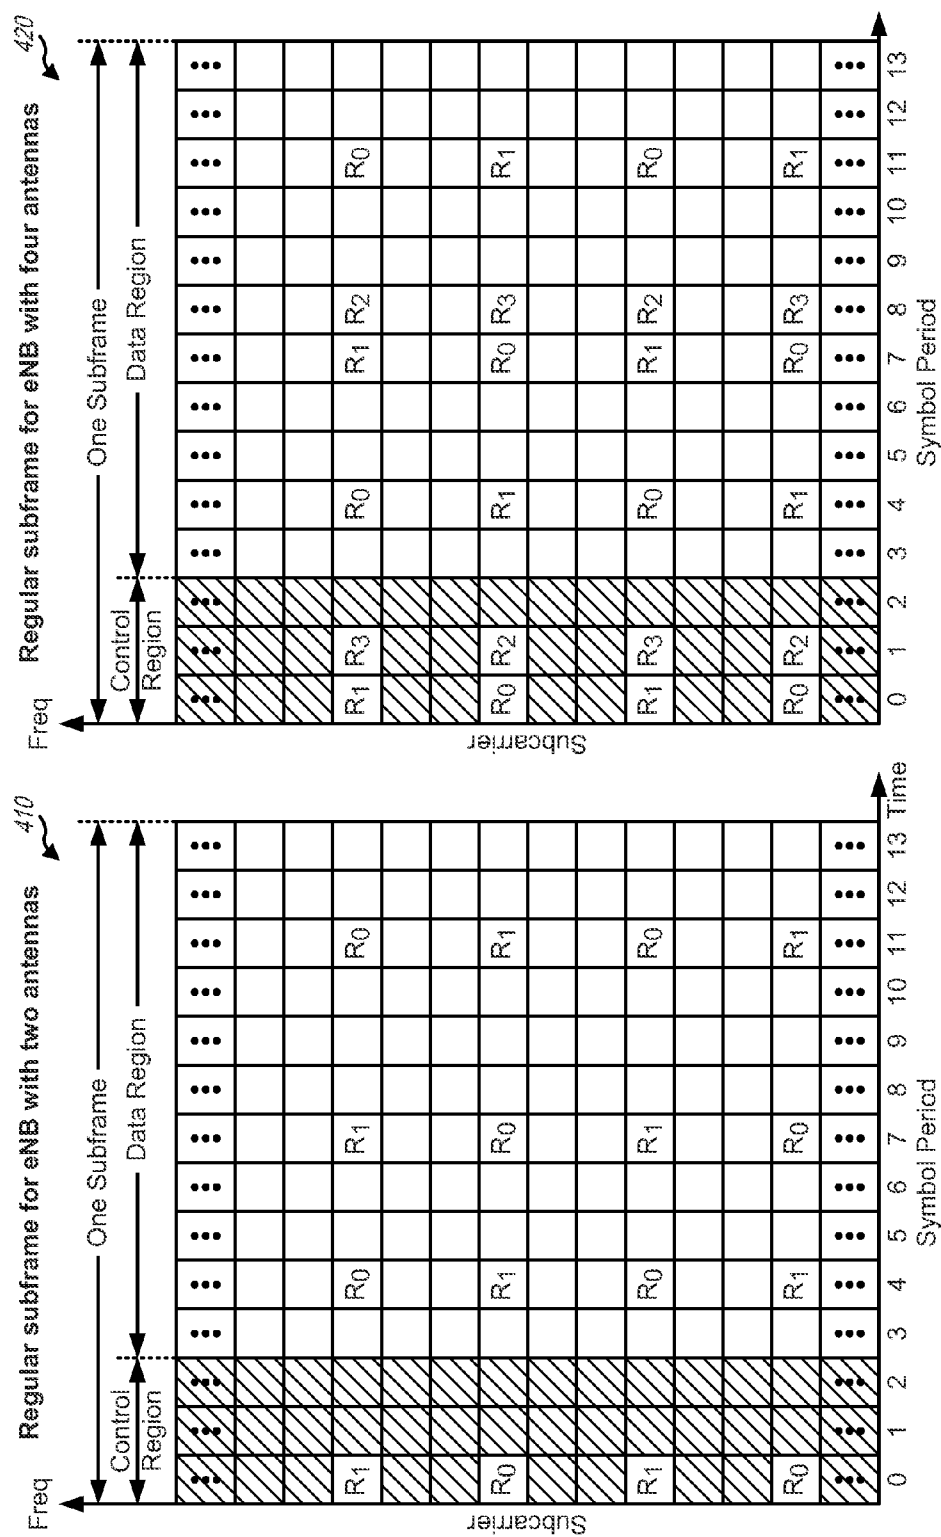 Regular subframe for eNB with two antennas
410
Freq
One Subframe
Control
Region
Data Region
R1 R0 R1 R0
R0 R1 R0 R1
R1 R0 R1 R0
R0 R1 R0 R1
Subcarrier
0 1 2 3 4 5 6 7 8 9 10 11 12 13
Time
Symbol Period
Regular subframe for eNB with four antennas
420
Freq
One Subframe
Control
Region
Data Region
R1 R3 R0 R1 R2 R0
R0 R2 R1 R0 R3 R1
R1 R3 R0 R1 R2 R0
R0 R2 R1 R0 R3 R1
Subcarrier
0 1 2 3 4 5 6 7 8 9 10 11 12 13
Symbol Period